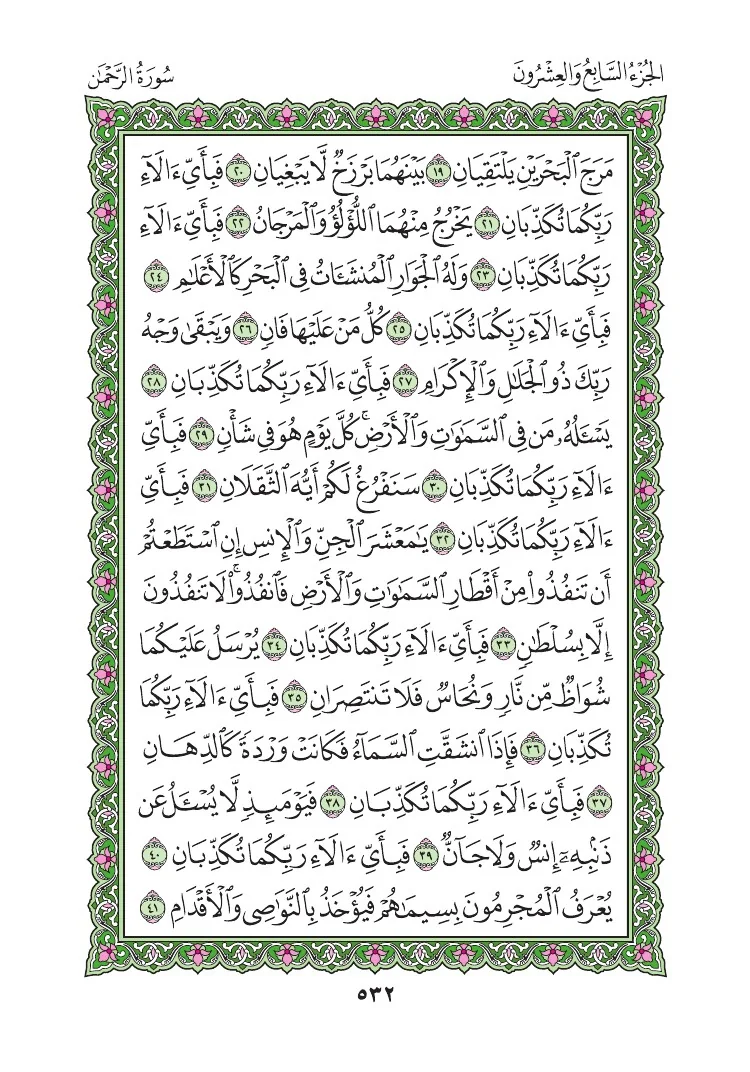 الجُزْءُ السَّابِعُ وَالعِشْرُونَ
سُورَةُ الرَّحْمَٰن
مَرَجَ ٱلْبَحْرَيْنِ يَلْتَقِيَانِ ١٩ بَيْنَهُمَا بَرْزَخٌ لَّا يَبْغِيَانِ ٢٠ فَبِأَيِّ ءَالَآءِ
رَبِّكُمَا تُكَذِّبَانِ ٢١ يَخْرُجُ مِنْهُمَا ٱللُّؤْلُؤُ وَٱلْمَرْجَانُ ٢٢ فَبِأَيِّ ءَالَآءِ
رَبِّكُمَا تُكَذِّبَانِ ٢٣ وَلَهُ ٱلْجَوَارِ ٱلْمُنشَـَٔاتُ فِي ٱلْبَحْرِ كَٱلْأَعْلَٰمِ ٢٤
فَبِأَيِّ ءَالَآءِ رَبِّكُمَا تُكَذِّبَانِ ٢٥ كُلُّ مَنْ عَلَيْهَا فَانٍ ٢٦ وَيَبْقَىٰ وَجْهُ
رَبِّكَ ذُو ٱلْجَلَٰلِ وَٱلْإِكْرَامِ ٢٧ فَبِأَيِّ ءَالَآءِ رَبِّكُمَا تُكَذِّبَانِ ٢٨
يَسْـَٔلُهُۥ مَن فِي ٱلسَّمَٰوَٰتِ وَٱلْأَرْضِ ۚ كُلَّ يَوْمٍ هُوَ فِي شَأْنٍ ٢٩ فَبِأَيِّ
ءَالَآءِ رَبِّكُمَا تُكَذِّبَانِ ٣٠ سَنَفْرُغُ لَكُمْ أَيُّهَ ٱلثَّقَلَانِ ٣١ فَبِأَيِّ
ءَالَآءِ رَبِّكُمَا تُكَذِّبَانِ ٣٢ يَٰمَعْشَرَ ٱلْجِنِّ وَٱلْإِنسِ إِنِ ٱسْتَطَعْتُمْ
أَن تَنفُذُوا۟ مِنْ أَقْطَارِ ٱلسَّمَٰوَٰتِ وَٱلْأَرْضِ فَٱنفُذُوا۟ ۚ لَا تَنفُذُونَ
إِلَّا بِسُلْطَٰنٍ ٣٣ فَبِأَيِّ ءَالَآءِ رَبِّكُمَا تُكَذِّبَانِ ٣٤ يُرْسَلُ عَلَيْكُمَا
شُوَاظٌ مِّن نَّارٍ وَنُحَاسٌ فَلَا تَنتَصِرَانِ ٣٥ فَبِأَيِّ ءَالَآءِ رَبِّكُمَا
تُكَذِّبَانِ ٣٦ فَإِذَا ٱنشَقَّتِ ٱلسَّمَآءُ فَكَانَتْ وَرْدَةً كَٱلدِّهَانِ
٣٧ فَبِأَيِّ ءَالَآءِ رَبِّكُمَا تُكَذِّبَانِ ٣٨ فَيَوْمَئِذٍ لَّا يُسْـَٔلُ عَن
ذَنۢبِهِۦٓ إِنسٌ وَلَا جَآنٌّ ٣٩ فَبِأَيِّ ءَالَآءِ رَبِّكُمَا تُكَذِّبَانِ ٤٠
يُعْرَفُ ٱلْمُجْرِمُونَ بِسِيمَٰهُمْ فَيُؤْخَذُ بِٱلنَّوَٰصِي وَٱلْأَقْدَامِ ٤١
٥٣٢